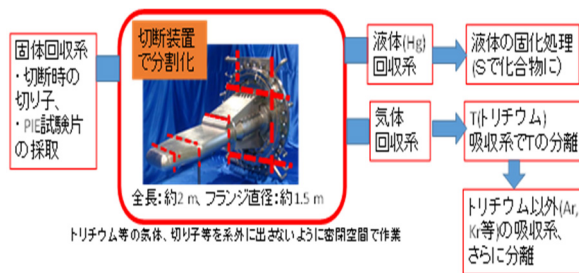 固体回収系
・切断時の
切り子、
・PIE試験片
の採取
切断装置
で分割化
全長：約2 m、フランジ直径：約1.5 m
トリチウム等の気体、切り子等を系外に出さないように密閉空間で作業
液体(Hg)
回収系
液体の固化処理
(Sで化合物に)
気体
回収系
T(トリチウム)
吸収系でTの分離
トリチウム以外(Ar,
Kr等)の吸収系、
さらに分離